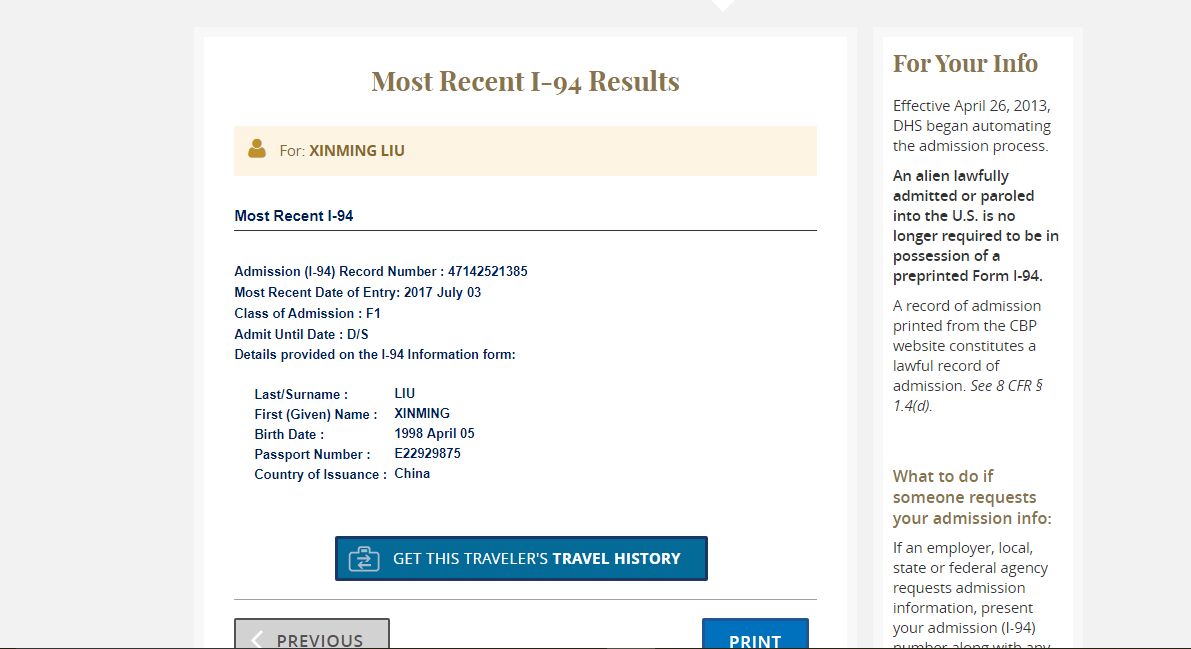 Most Recent I-94 Results
For: XINMING LIU
Most Recent I-94
Admission (I-94) Record Number : 47142521385
Most Recent Date of Entry: 2017 July 03
Class of Admission : F1
Admit Until Date : D/S
Details provided on the I-94 Information form:
Last/Surname : LIU
First (Given) Name : XINMING
Birth Date : 1998 April 05
Passport Number : E22929875
Country of Issuance : China
GET THIS TRAVELER'S TRAVEL HISTORY
PREVIOUS
PRINT
For Your Info
Effective April 26, 2013,
DHS began automating
the admission process.
An alien lawfully
admitted or paroled
into the U.S. is no
longer required to be in
possession of a
preprinted Form I-94.
A record of admission
printed from the CBP
website constitutes a
lawful record of
admission. See 8 CFR §
1.4(d).
What to do if
someone requests
your admission info:
If an employer, local,
state or federal agency
requests admission
information, present
your admission (I-94)
number along with any